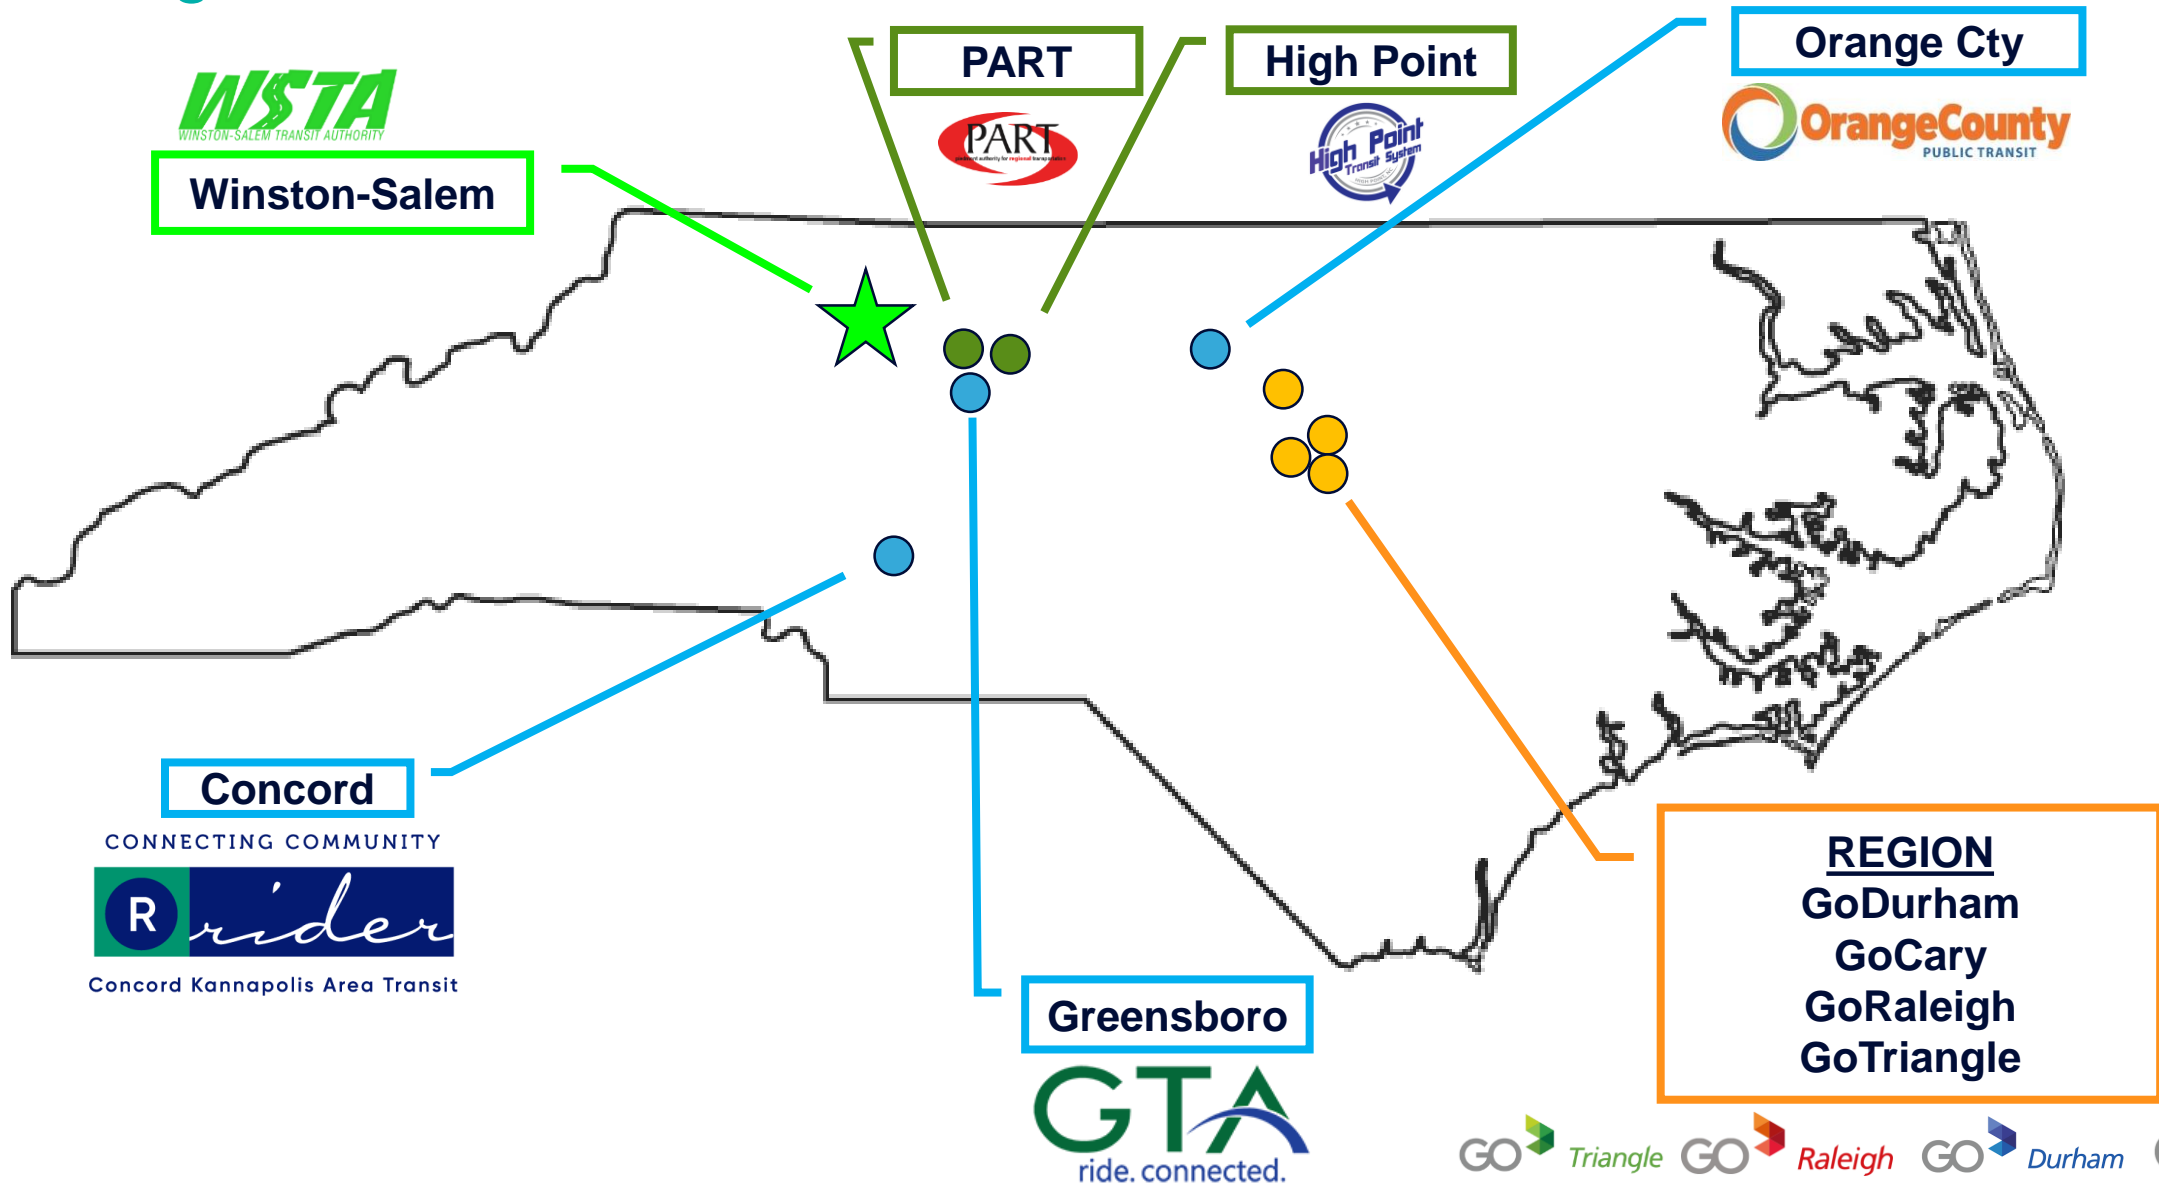 PART
High Point
Orange Cty
WSTA
WINSTON-SALEM TRANSIT AUTHORITY
Winston-Salem
PART
High Point
Transit System
OrangeCounty
PUBLIC TRANSIT
Concord
CONNECTING COMMUNITY
R rider
Concord Kannapolis Area Transit
Greensboro
GTA
ride. connected.
REGION
GoDurham
GoCary
GoRaleigh
GoTriangle
GO Triangle
GO Raleigh
GO Durham